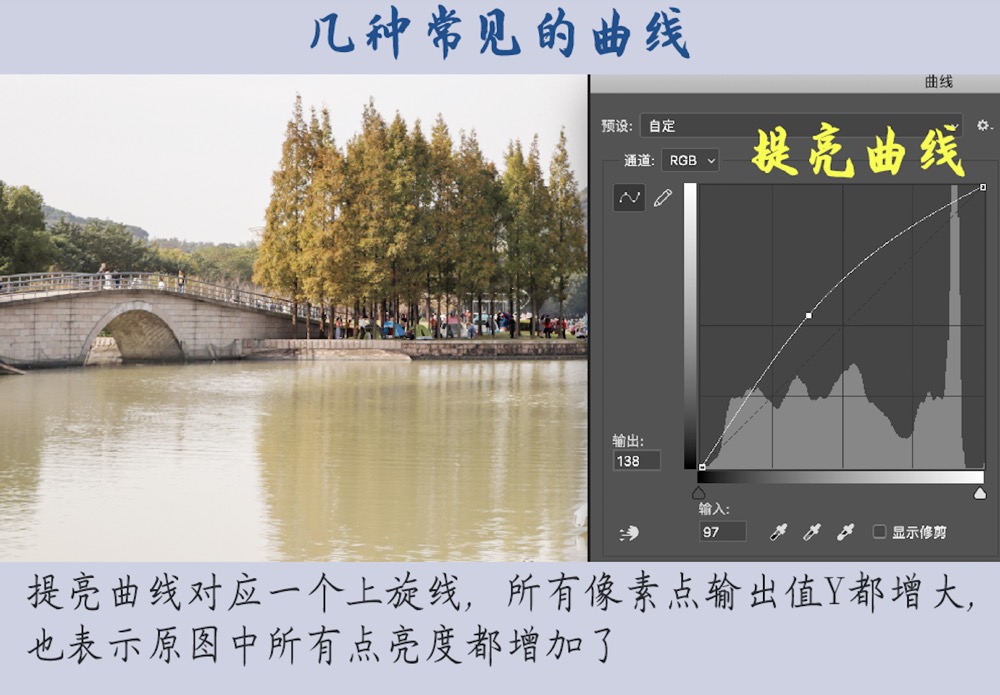 几种常见的曲线
曲线
预设: 自定
提亮曲线
通道: RGB
输出:
138
输入:
97
显示修剪
提亮曲线对应一个上旋线, 所有像素点输出值Y都增大,
也表示原图中所有点亮度都增加了